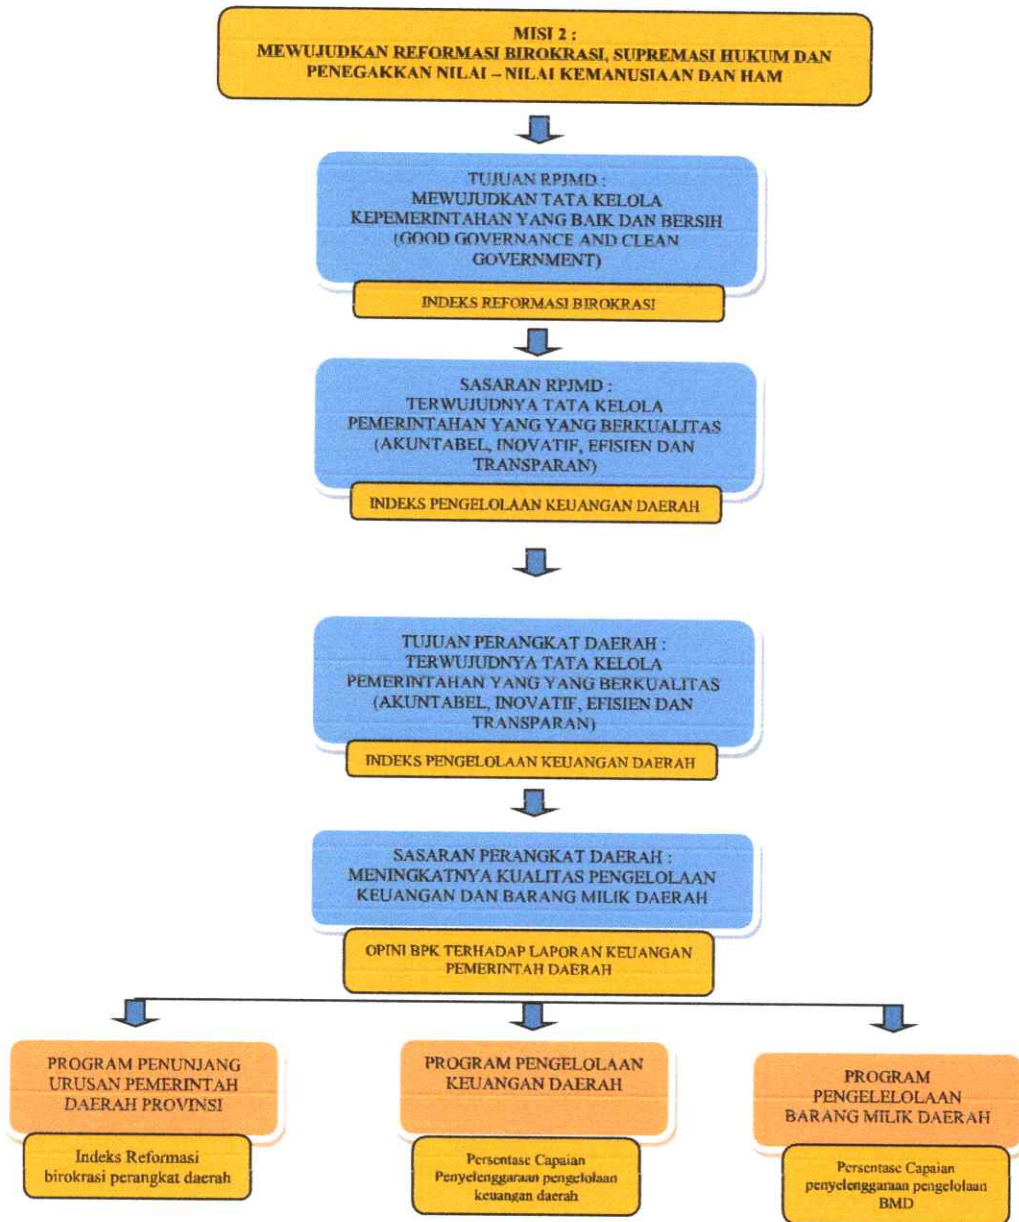 MISI 2 :
MEWUJUDKAN REFORMASI BIROKRASI, SUPREMASI HUKUM DAN
PENEGAKKAN NILAI – NILAI KEMANUSIAAN DAN HAM
TUJUAN RPJMD :
MEWUJUDKAN TATA KELOLA
KEPEMERINTAHAN YANG BAIK DAN BERSIH
(GOOD GOVERNANCE AND CLEAN
GOVERNMENT)
INDEKS REFORMASI BIROKRASI
SASARAN RPJMD :
TERWUJUDNYA TATA KELOLA
PEMERINTAHAN YANG YANG BERKUALITAS
(AKUNTABEL, INOVATIF, EFISIEN DAN
TRANSPARAN)
INDEKS PENGELOLAAN KEUANGAN DAERAH
TUJUAN PERANGKAT DAERAH :
TERWUJUDNYA TATA KELOLA
PEMERINTAHAN YANG YANG BERKUALITAS
(AKUNTABEL, INOVATIF, EFISIEN DAN
TRANSPARAN)
INDEKS PENGELOLAAN KEUANGAN DAERAH
SASARAN PERANGKAT DAERAH :
MENINGKATNYA KUALITAS PENGELOLAAN
KEUANGAN DAN BARANG MILIK DAERAH
OPINI BPK TERHADAP LAPORAN KEUANGAN
PEMERINTAH DAERAH
PROGRAM PENUNJANG
URUSAN PEMERINTAH
DAERAH PROVINSI
Indeks Reformasi
birokrasi perangkat daerah
PROGRAM PENGELOLAAN
KEUANGAN DAERAH
Persentase Capaian
Penyelenggaraan pengelolaan
keuangan daerah
PROGRAM
PENGELELOLAAN
BARANG MILIK DAERAH
Persentase Capaian
penyelenggaraan pengelolaan
BMD